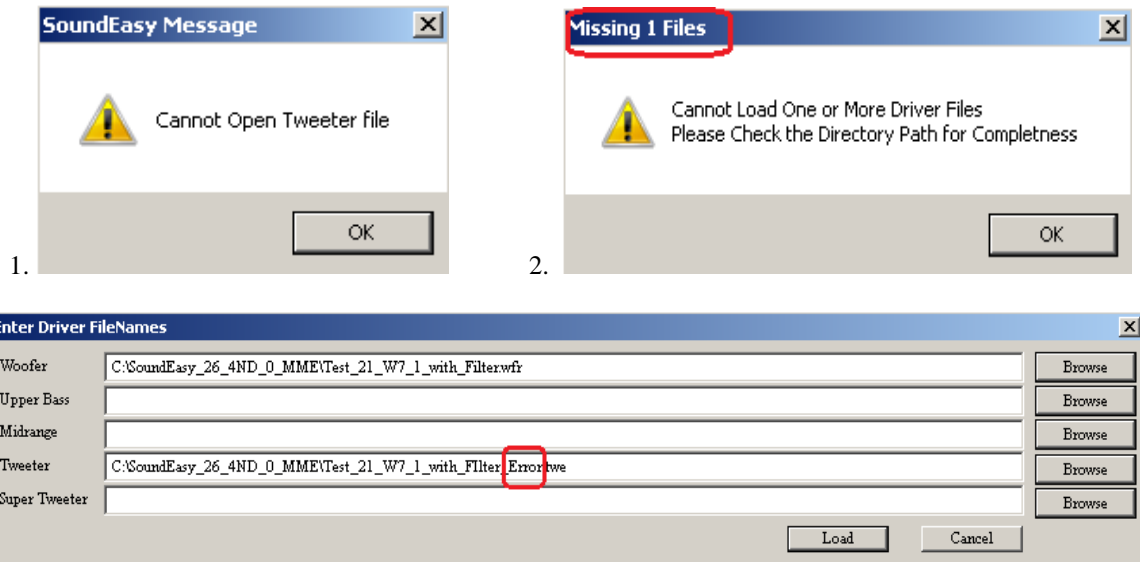 SoundEasy Message
Cannot Open Tweeter file
OK
1.
Missing 1 Files
Cannot Load One or More Driver Files
Please Check the Directory Path for Completness
OK
2.
Enter Driver FileNames
Woofer C:\SoundEasy_26_4ND_0_MME\Test_21_W7_1_with_Filter.wfr Browse
Upper Bass Browse
Midrange Browse
Tweeter C:\SoundEasy_26_4ND_0_MME\Test_21_W7_1_with_FIlter_Error.twe Browse
Super Tweeter Browse
Load Cancel